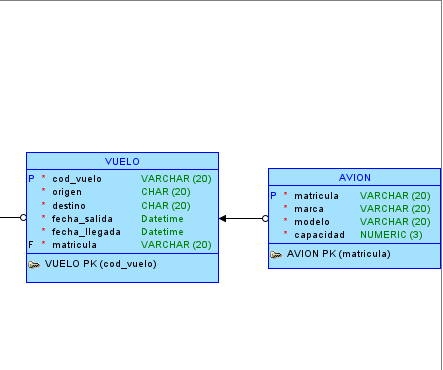 VUELO
P * cod_vuelo VARCHAR (20)
* origen CHAR (20)
* destino CHAR (20)
* fecha_salida Datetime
* fecha_llegada Datetime
F * matricula VARCHAR (20)
VUELO PK (cod_vuelo)
AVION
P * matricula VARCHAR (20)
* marca VARCHAR (20)
* modelo VARCHAR (20)
* capacidad NUMERIC (3)
AVION PK (matricula)